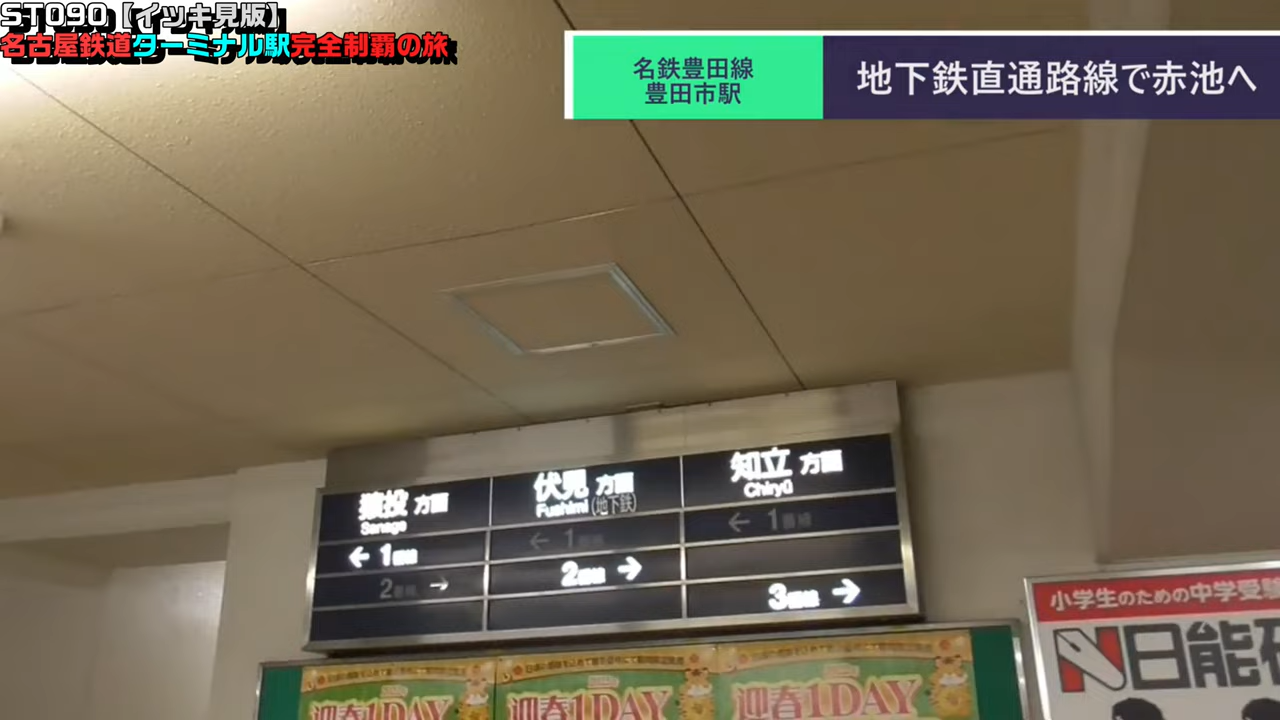 ST090【イッキ見版】
名古屋鉄道ターミナル駅完全制覇の旅
名鉄豊田線
豊田市駅
地下鉄直通路線で赤池へ
猿投 方面
Sanage
← 1番線
2番線 →
伏見 方面
Fushimi (地下鉄)
← 1番線
2番線 →
知立 方面
Chiryū
← 1番線
3番線 →
迎春1DAY
迎春1DAY
迎春1DAY
小学生のための中学受験
N日能研